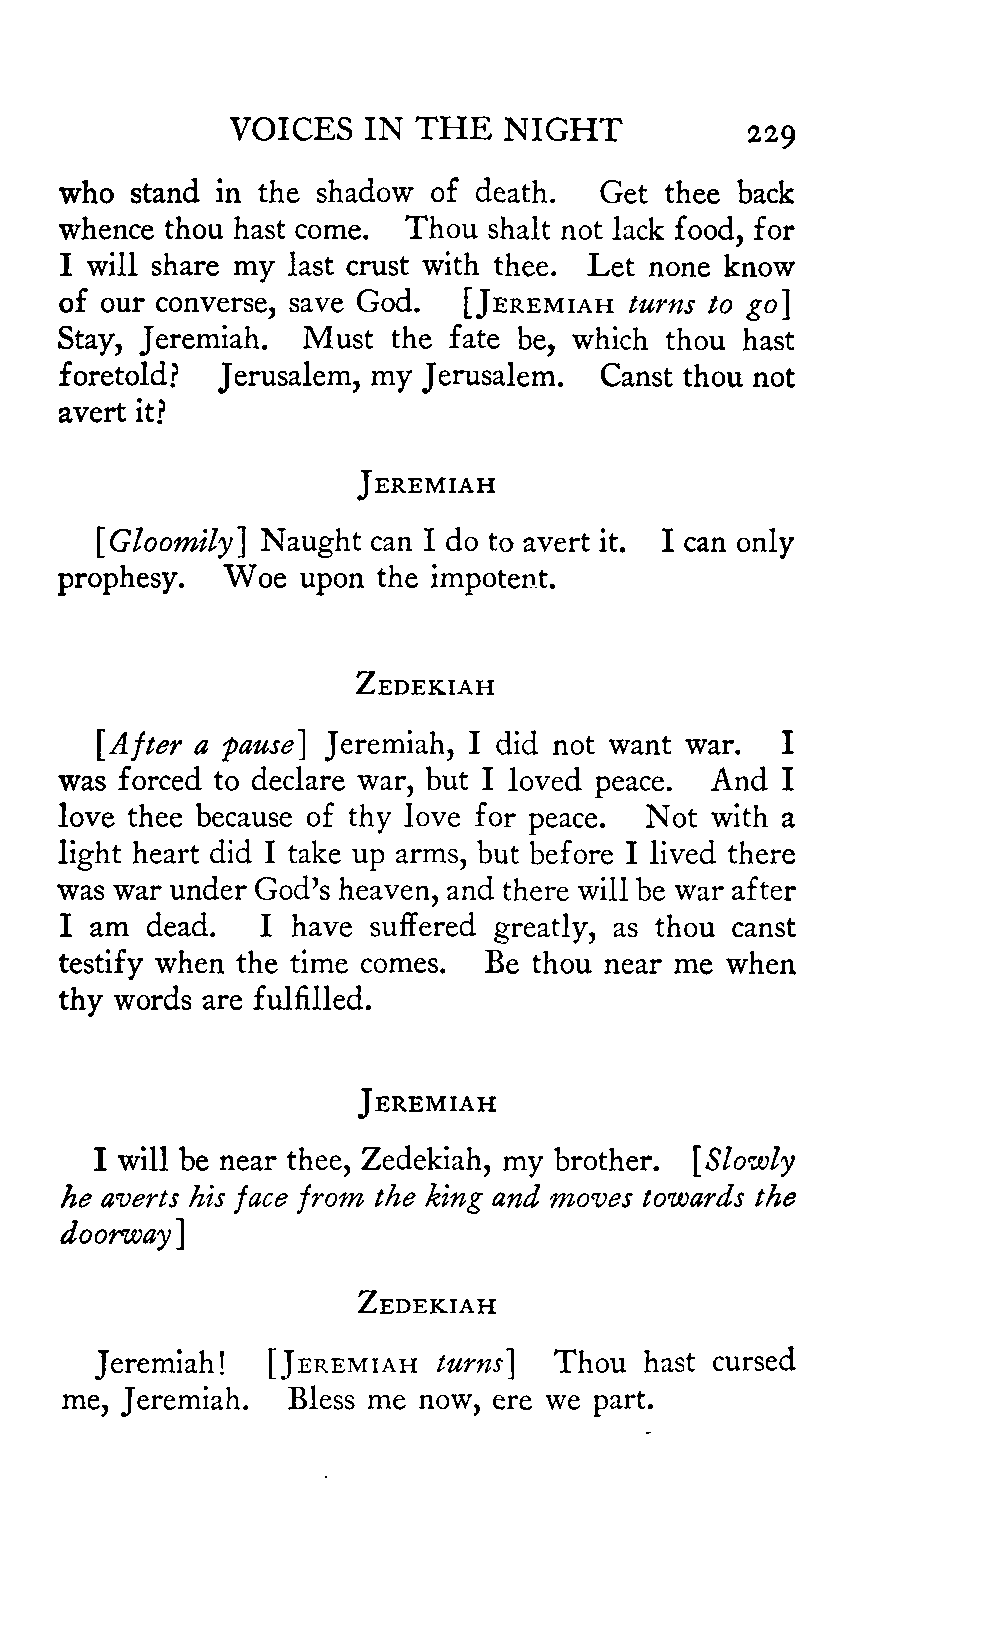 VOICES IN THE NIGHT 229
who stand in the shadow of death. Get thee back
whence thou hast come. Thou shalt not lack food, for
I will share my last crust with thee. Let none know
of our converse, save God. [JEREMIAH turns to go]
Stay, Jeremiah. Must the fate be, which thou hast
foretold? Jerusalem, my Jerusalem. Canst thou not
avert it?
JEREMIAH
[Gloomily] Naught can I do to avert it. I can only
prophesy. Woe upon the impotent.
ZEDEKIAH
[After a pause] Jeremiah, I did not want war. I
was forced to declare war, but I loved peace. And I
love thee because of thy love for peace. Not with a
light heart did I take up arms, but before I lived there
was war under God's heaven, and there will be war after
I am dead. I have suffered greatly, as thou canst
testify when the time comes. Be thou near me when
thy words are fulfilled.
JEREMIAH
I will be near thee, Zedekiah, my brother. [Slowly
he averts his face from the king and moves towards the
doorway]
ZEDEKIAH
Jeremiah! [JEREMIAH turns] Thou hast cursed
me, Jeremiah. Bless me now, ere we part.